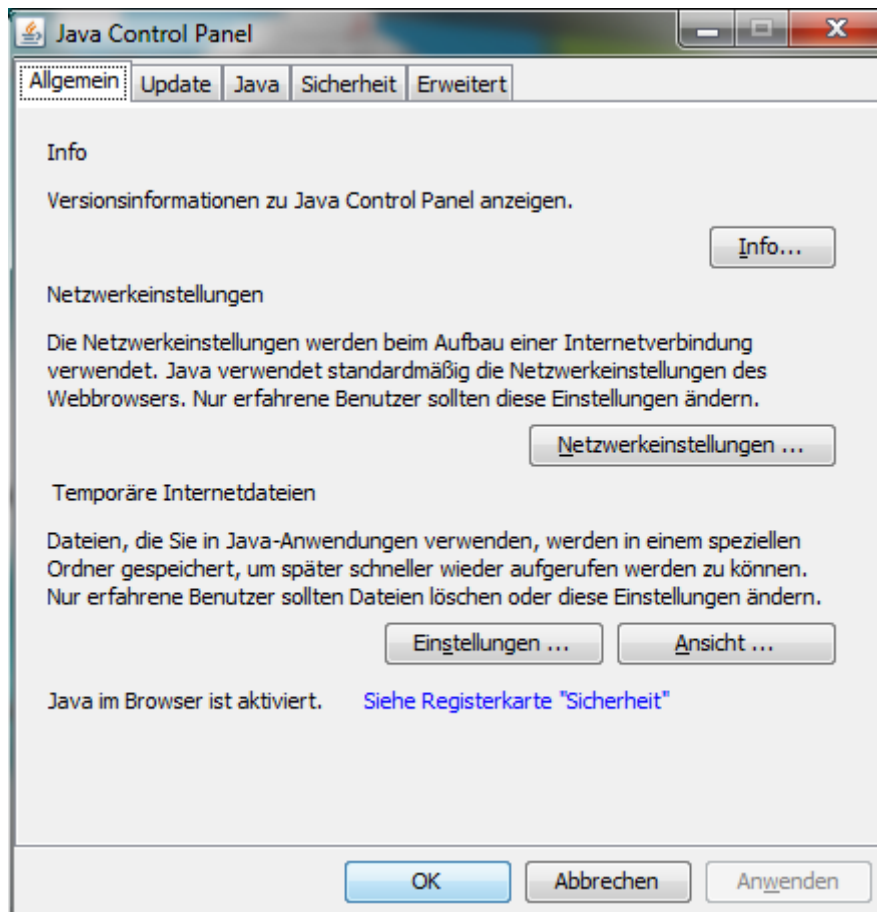 Java Control Panel
Allgemein Update Java Sicherheit Erweitert
Info
Versionsinformationen zu Java Control Panel anzeigen.
Info...
Netzwerkeinstellungen
Die Netzwerkeinstellungen werden beim Aufbau einer Internetverbindung
verwendet. Java verwendet standardmäßig die Netzwerkeinstellungen des
Webbrowsers. Nur erfahrene Benutzer sollten diese Einstellungen ändern.
Netzwerkeinstellungen ...
Temporäre Internetdateien
Dateien, die Sie in Java-Anwendungen verwenden, werden in einem speziellen
Ordner gespeichert, um später schneller wieder aufgerufen werden zu können.
Nur erfahrene Benutzer sollten Dateien löschen oder diese Einstellungen ändern.
Einstellungen ... Ansicht ...
Java im Browser ist aktiviert. Siehe Registerkarte "Sicherheit"
OK Abbrechen Anwenden